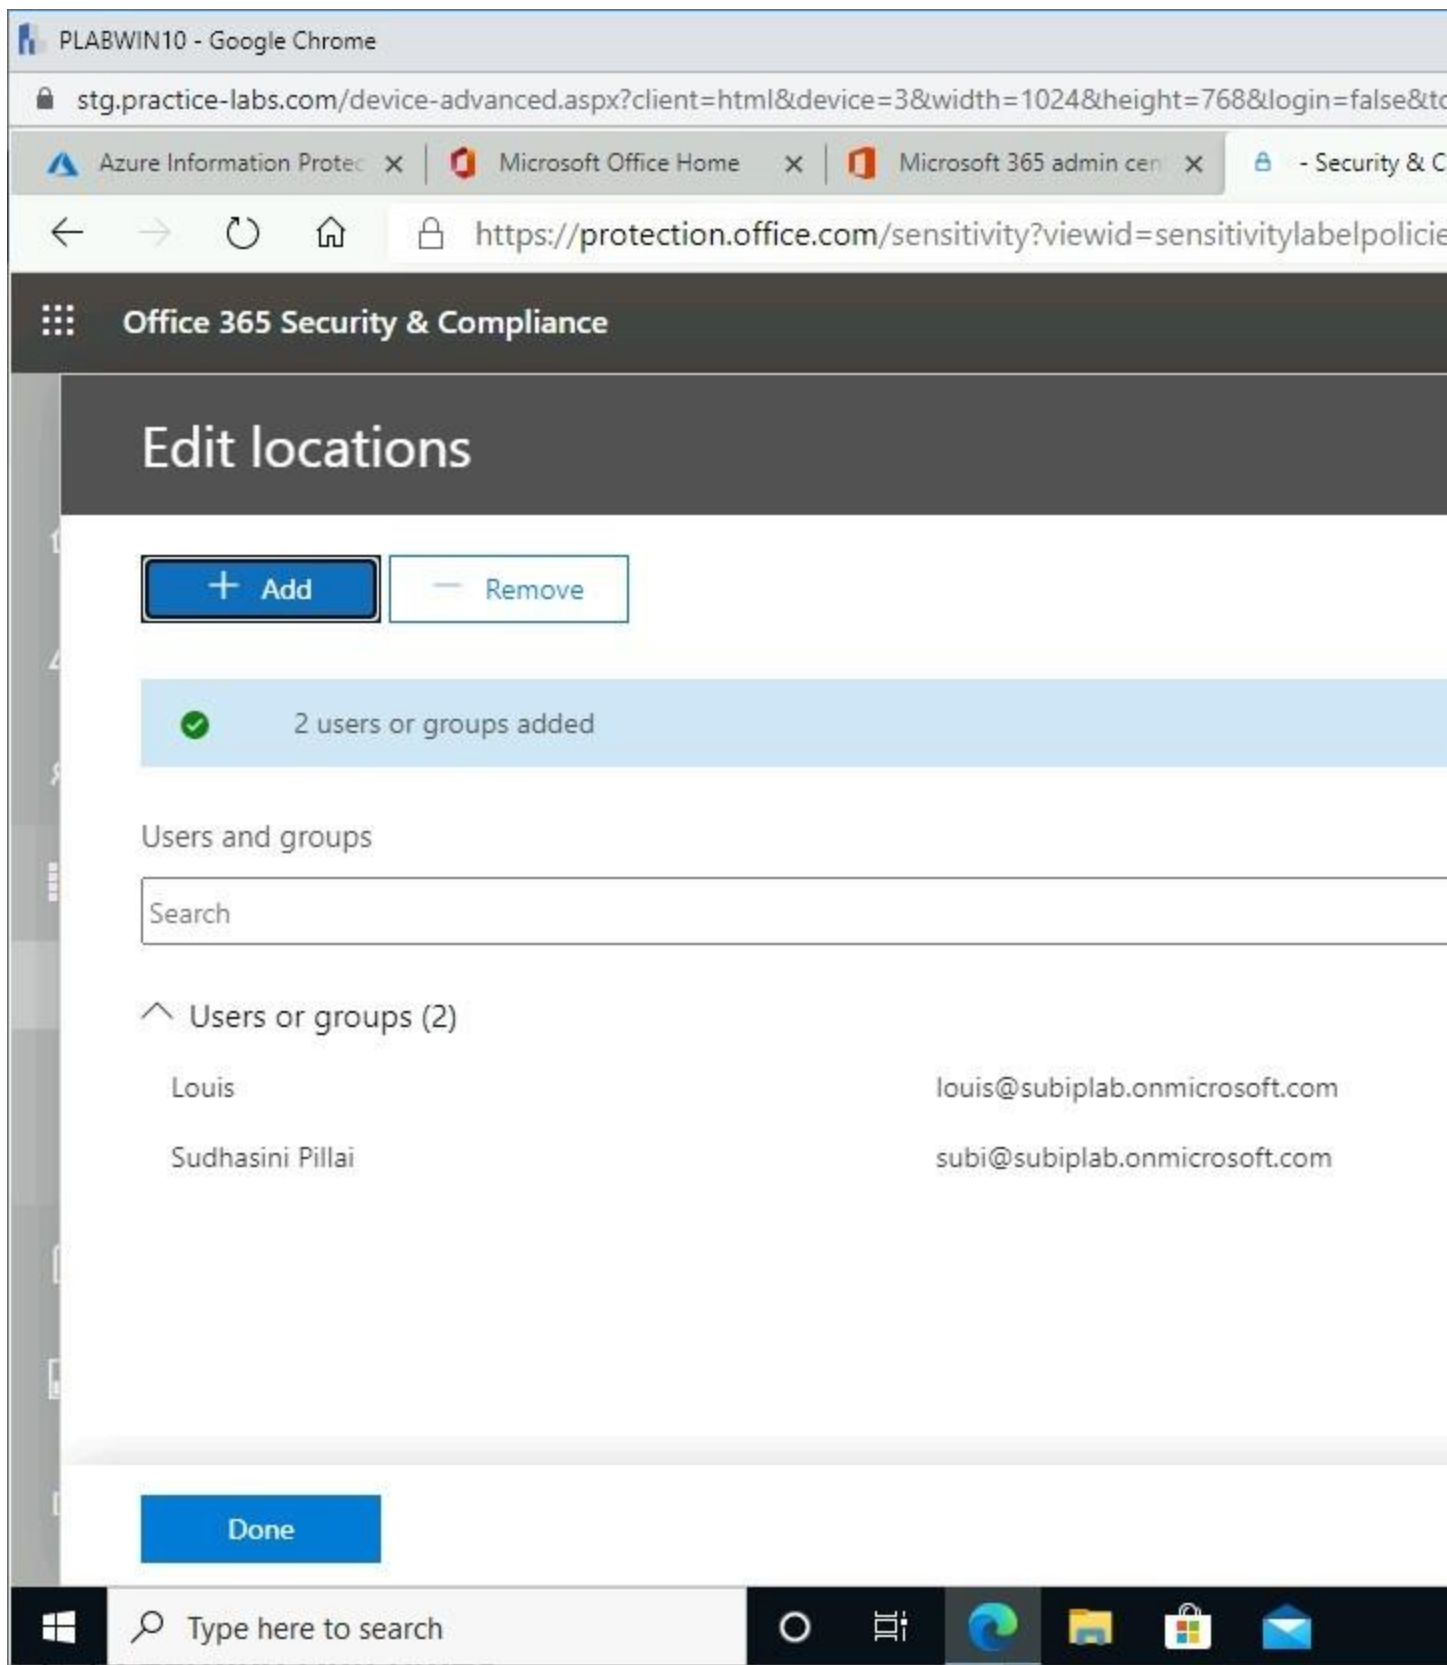 PLABWIN10 - Google Chrome
stg.practice-labs.com/device-advanced.aspx?client=html&device=3&width=1024&height=768&login=false&to
Azure Information Protec
Microsoft Office Home
Microsoft 365 admin cen
- Security & C
https://protection.office.com/sensitivity?viewid=sensitivitylabelpolicie
Office 365 Security & Compliance
Edit locations
+ Add
Remove
2 users or groups added
Users and groups
Search
Users or groups (2)
Louis louis@subiplab.onmicrosoft.com
Sudhasini Pillai subi@subiplab.onmicrosoft.com
Done
Type here to search